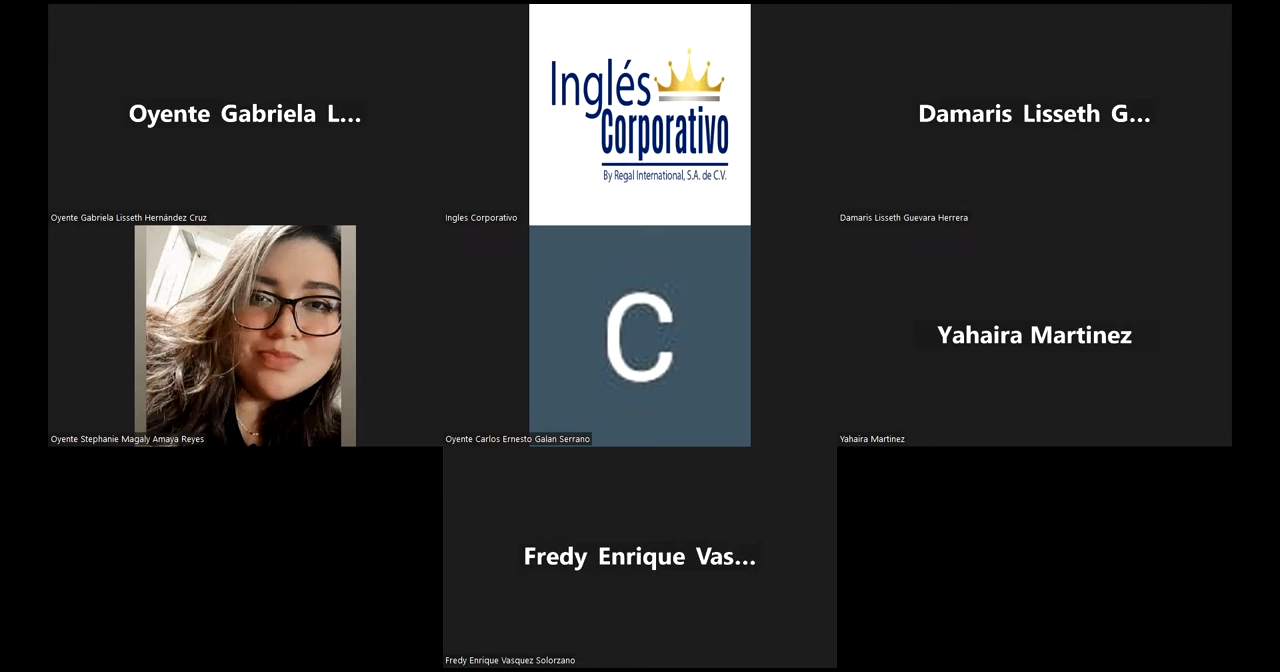 Oyente Gabriela L...
Oyente Gabriela Lisseth Hernández Cruz
Inglés
Corporativo
By Regal International, S.A. de C.V.
Ingles Corporativo
Damaris Lisseth G...
Damaris Lisseth Guevara Herrera
Oyente Stephanie Magaly Amaya Reyes
C
Oyente Carlos Ernesto Galan Serrano
Yahaira Martinez
Yahaira Martinez
Fredy Enrique Vas...
Fredy Enrique Vasquez Solorzano